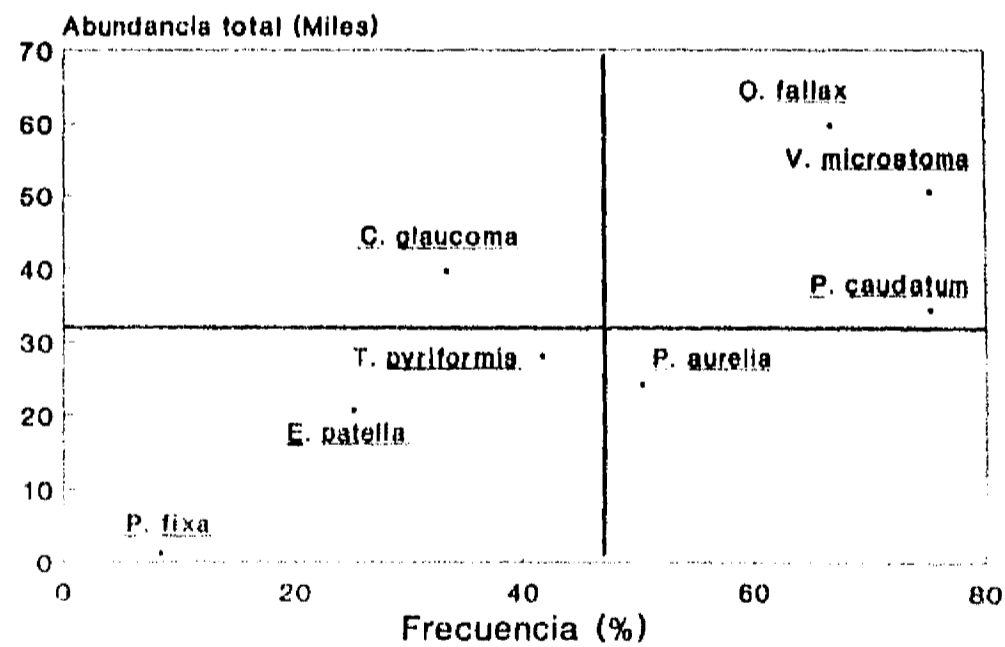 Abundancia total (Miles)
70
60
50
40
30
20
10
0
O. fallax
V. microstoma
C. glaucoma
P. caudatum
T. pyriformis
P. aurelia
E. patella
P. fixa
0 20 40 60 80
Frecuencia (%)